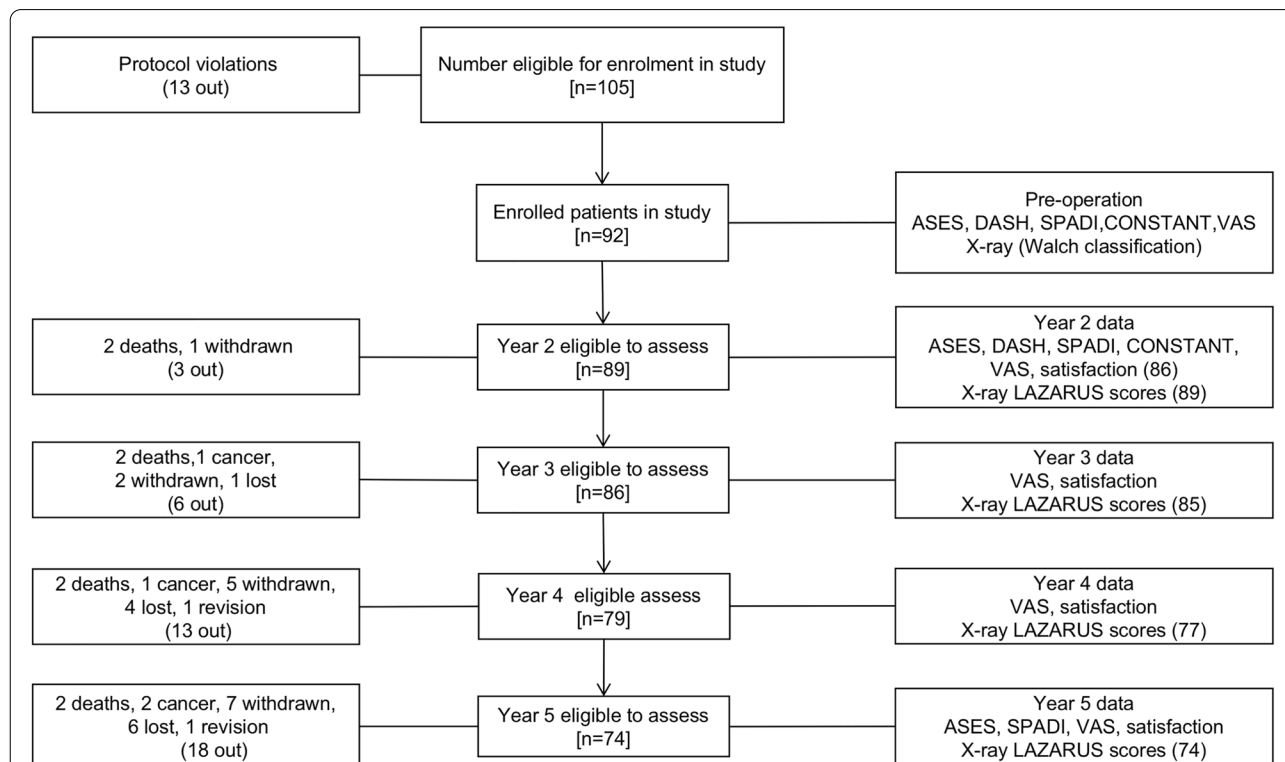 Protocol violations
(13 out)
Number eligible for enrolment in study
[n=105]
Enrolled patients in study
[n=92]
Pre-operation
ASES, DASH, SPADI,CONSTANT,VAS
X-ray (Walch classification)
2 deaths, 1 withdrawn
(3 out)
Year 2 eligible to assess
[n=89]
Year 2 data
ASES, DASH, SPADI, CONSTANT,
VAS, satisfaction (86)
X-ray LAZARUS scores (89)
2 deaths,1 cancer,
2 withdrawn, 1 lost
(6 out)
Year 3 eligible to assess
[n=86]
Year 3 data
VAS, satisfaction
X-ray LAZARUS scores (85)
2 deaths, 1 cancer, 5 withdrawn,
4 lost, 1 revision
(13 out)
Year 4  eligible assess
[n=79]
Year 4 data
VAS, satisfaction
X-ray LAZARUS scores (77)
2 deaths, 2 cancer, 7 withdrawn,
6 lost, 1 revision
(18 out)
Year 5 eligible to assess
[n=74]
Year 5 data
ASES, SPADI, VAS, satisfaction
X-ray LAZARUS scores (74)